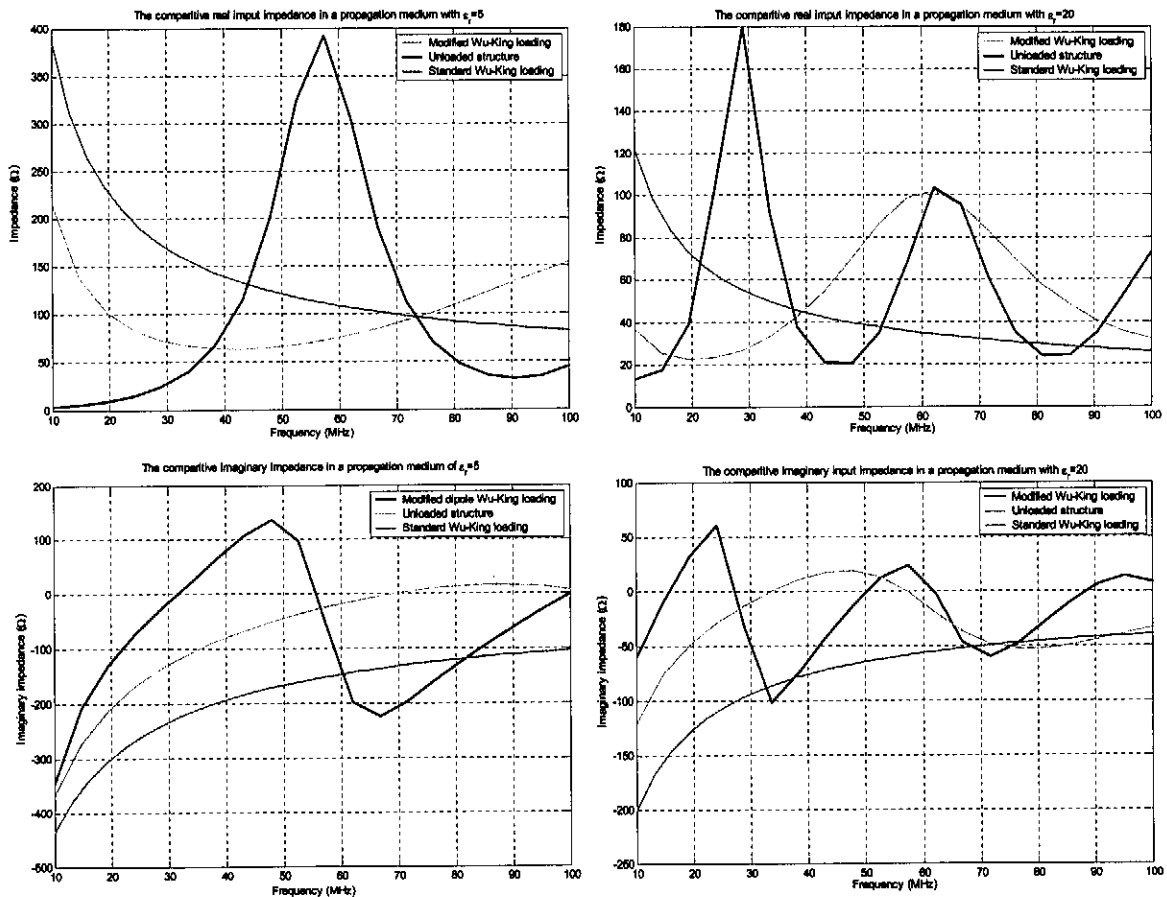 The comparitive real imput impedance in a propagation medium with εr=5
400
350
300
250
200
150
100
50
0
Impedance (Ω)
Modified Wu-King loading
Unloaded structure
Standard Wu-King loading
10 20 30 40 50 60 70 80 90 100
Frequency (MHz)
The comparitive real imput impedance in a propagation medium with εr=20
180
160
140
120
100
80
60
40
20
0
Impedance (Ω)
Modified Wu-King loading
Unloaded structure
Standard Wu-King loading
10 20 30 40 50 60 70 80 90 100
Frequency (MHz)
The comparitive Imaginary Impedance in a propagation medium of εr=5
200
100
0
-100
-200
-300
-400
-500
Imaginary impedance (Ω)
Modified dipole Wu-King loading
Unloaded structure
Standard Wu-King loading
10 20 30 40 50 60 70 80 90 100
Frequency (MHz)
The comparitive Imaginary input impedance in a propagation medium with εr=20
100
50
0
-50
-100
-150
-200
-250
Imaginary impedance (Ω)
Modified Wu-King loading
Unloaded structure
Standard Wu-King loading
10 20 30 40 50 60 70 80 90 100
Frequency (MHz)